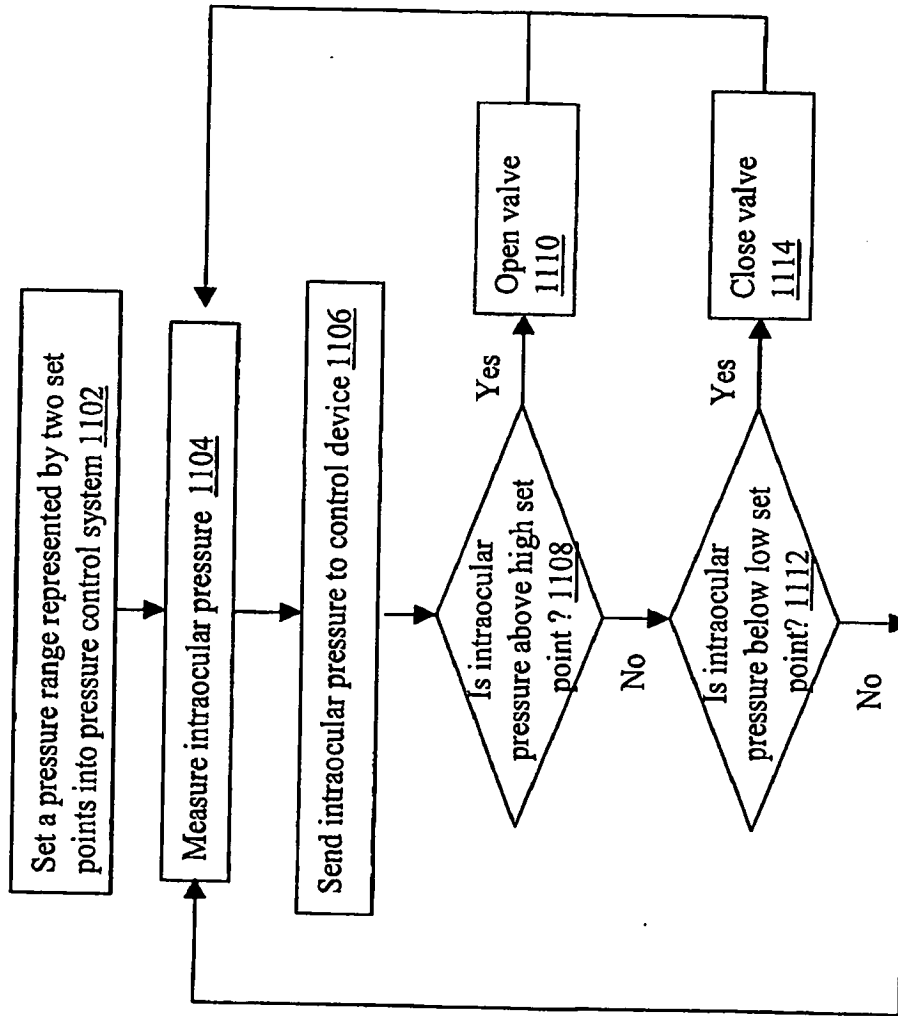 Set a pressure range represented by two set
points into pressure control system 1102
Measure intraocular pressure 1104
Send intraocular pressure to control device 1106
Is intraocular
pressure above high set
point ? 1108
Yes
Open valve
1110
No
Is intraocular
pressure below low set
point? 1112
Yes
Close valve
1114
No